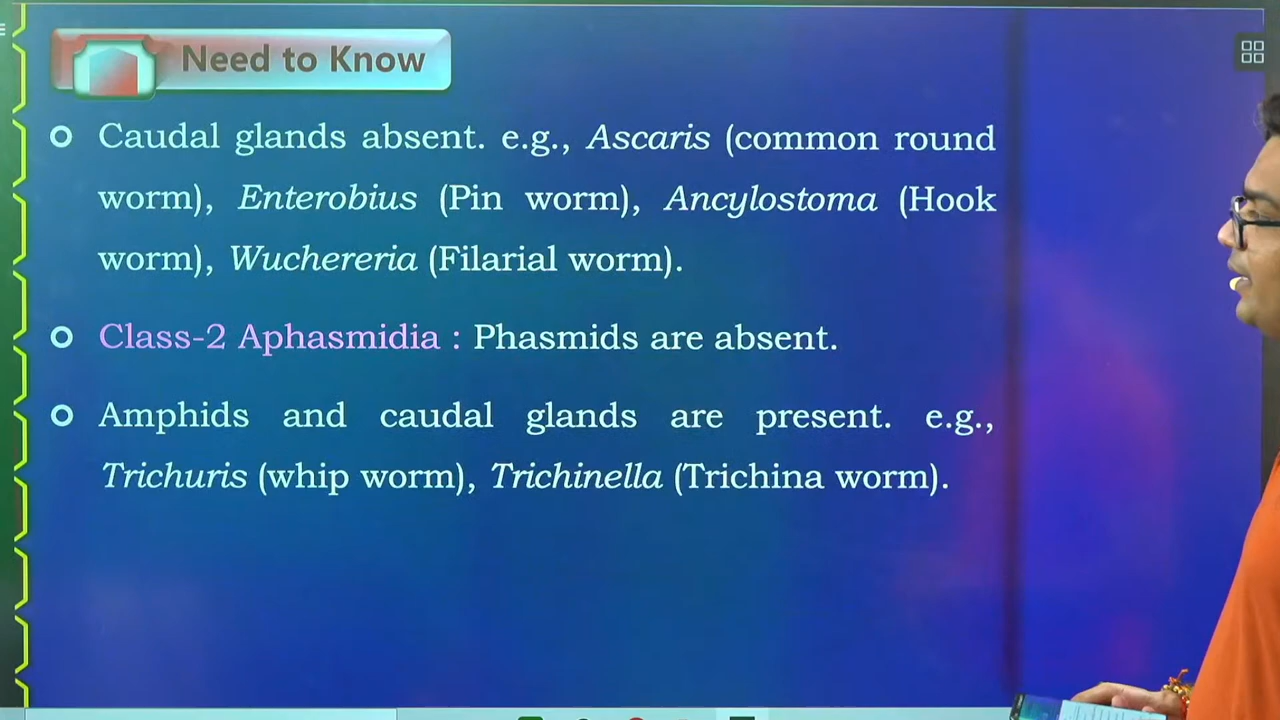 Need to Know
Caudal glands absent. e.g., Ascaris (common round
worm), Enterobius (Pin worm), Ancylostoma (Hook
worm), Wuchereria (Filarial worm).
Class-2 Aphasmidia : Phasmids are absent.
Amphids and caudal glands are present. e.g.,
Trichuris (whip worm), Trichinella (Trichina worm).